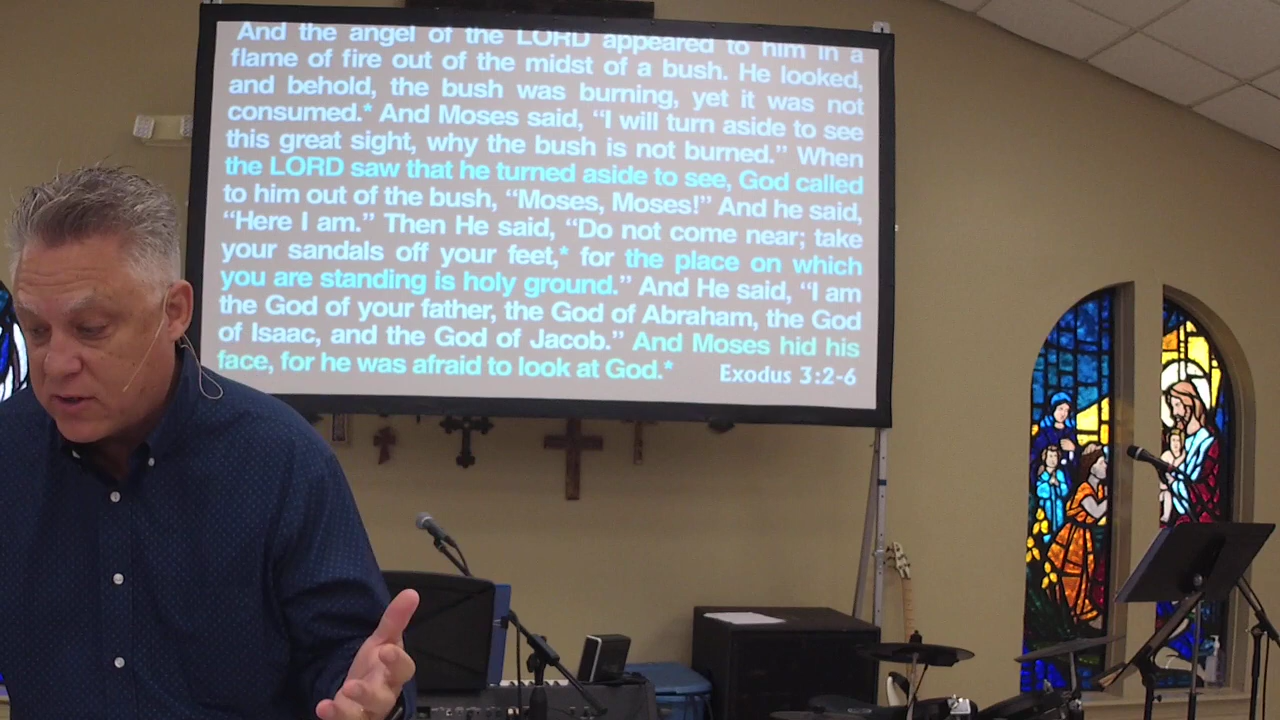 And the angel of the LORD appeared to him in a
flame of fire out of the midst of a bush. He looked,
and behold, the bush was burning, yet it was not
consumed.* And Moses said, “I will turn aside to see
this great sight, why the bush is not burned.” When
the LORD saw that he turned aside to see, God called
to him out of the bush, “Moses, Moses!” And he said,
“Here I am.” Then He said, “Do not come near; take
your sandals off your feet,* for the place on which
you are standing is holy ground.” And He said, “I am
the God of your father, the God of Abraham, the God
of Isaac, and the God of Jacob.” And Moses hid his
face, for he was afraid to look at God.* Exodus 3:2-6